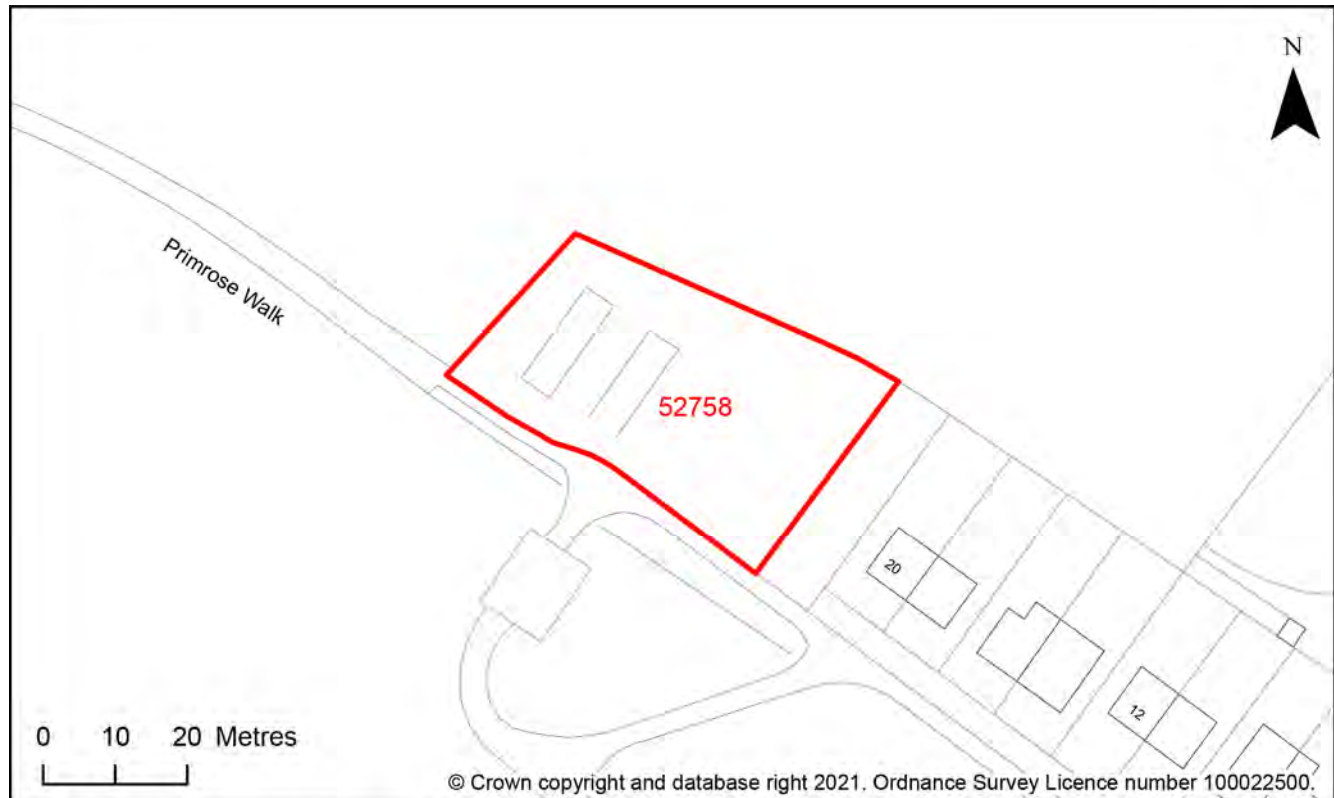 N
Primrose Walk
52758
20
12
0 10 20 Metres
© Crown copyright and database right 2021. Ordnance Survey Licence number 100022500.